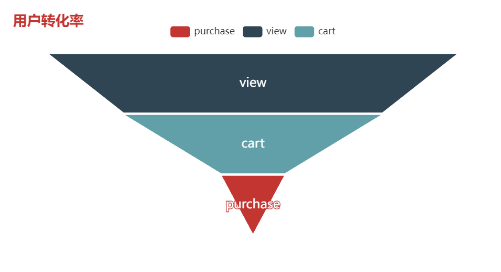 用户转化率
purchase view cart
view
cart
purchase